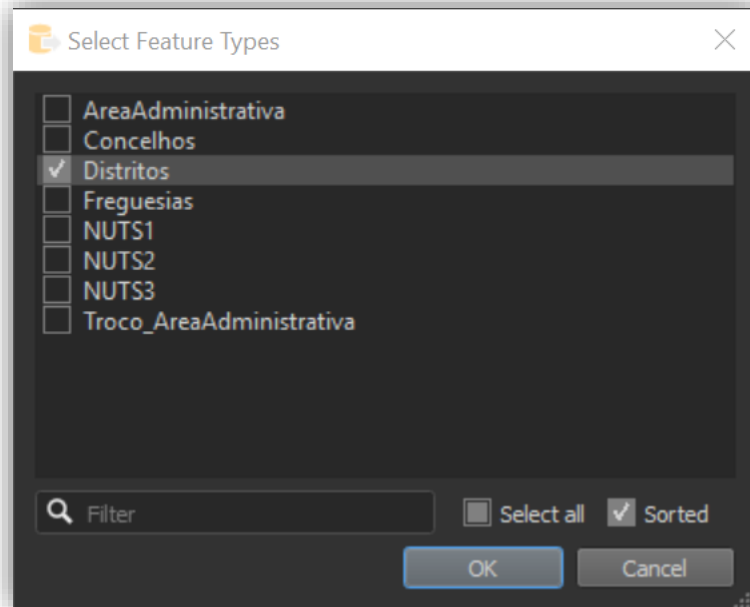 Select Feature Types
AreaAdministrativa
Concelhos
Distritos
Freguesias
NUTS1
NUTS2
NUTS3
Troco_AreaAdministrativa
Filter
Select all
Sorted
OK
Cancel